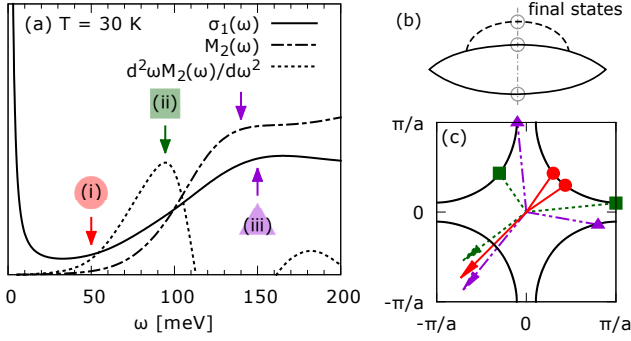 (a) T = 30 K
σ₁(ω)
M₂(ω)
d²ωM₂(ω)/dω²
(i)
(ii)
(iii)
0 50 100 150 200
ω [meV]
(b)
final states
(c)
π/a
0
-π/a
-π/a 0 π/a